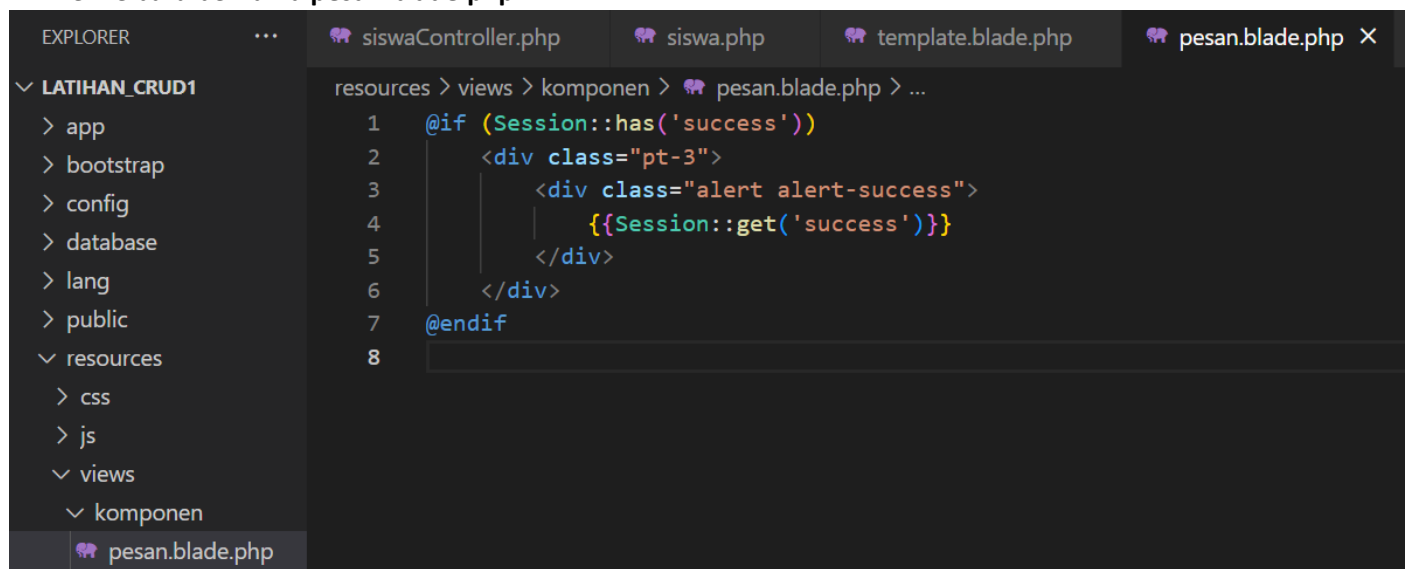 pesan.blade.php
EXPLORER ···
siswaController.php siswa.php template.blade.php pesan.blade.php ×
LATIHAN_CRUD1
resources > views > komponen > pesan.blade.php > ...
> app
> bootstrap
> config
> database
> lang
> public
resources
> css
> js
views
komponen
pesan.blade.php
1 @if (Session::has('success'))
2 <div class="pt-3">
3 <div class="alert alert-success">
4 {{Session::get('success')}}
5 </div>
6 </div>
7 @endif
8